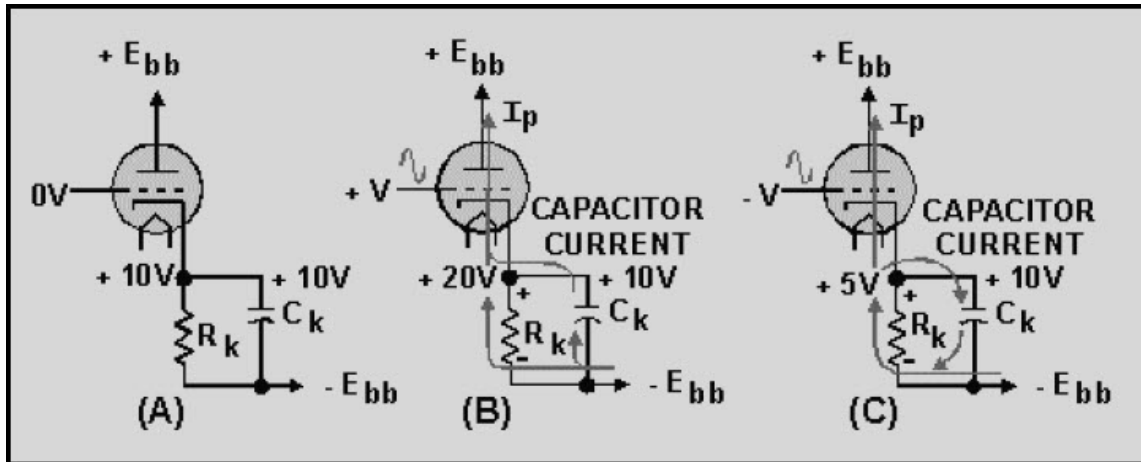 + Ebb
0V
+ 10V
+ 10V
Rk
Ck
- Ebb
(A)
+ Ebb
Ip
+ V
CAPACITOR
CURRENT
+ 20V
+ 10V
+
Rk
Ck
-
- Ebb
(B)
+ Ebb
Ip
- V
CAPACITOR
CURRENT
+ 5V
+ 10V
+
Rk
Ck
-
- Ebb
(C)